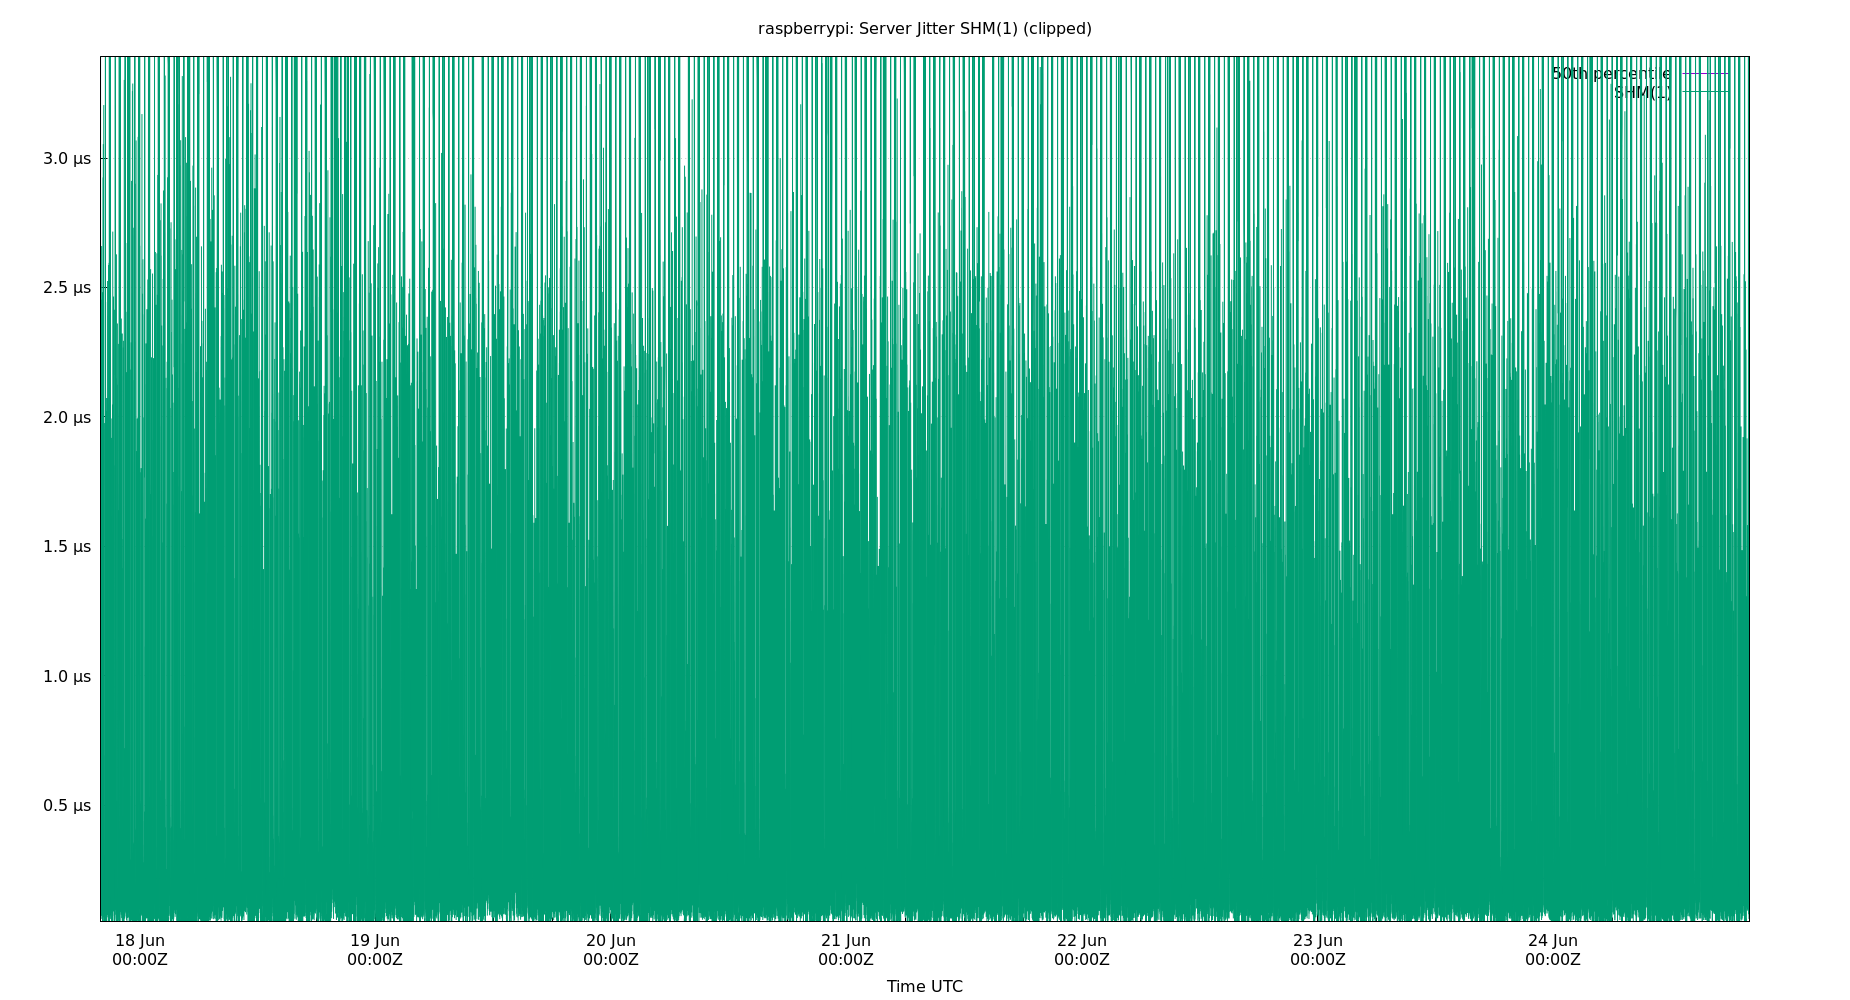 raspberrypi: Server Jitter SHM(1) (clipped)
50th percentile
SHM(1)
3.0 µs
2.5 µs
2.0 µs
1.5 µs
1.0 µs
0.5 µs
18 Jun 19 Jun 20 Jun 21 Jun 22 Jun 23 Jun 24 Jun
00:00Z 00:00Z 00:00Z 00:00Z 00:00Z 00:00Z 00:00Z
Time UTC